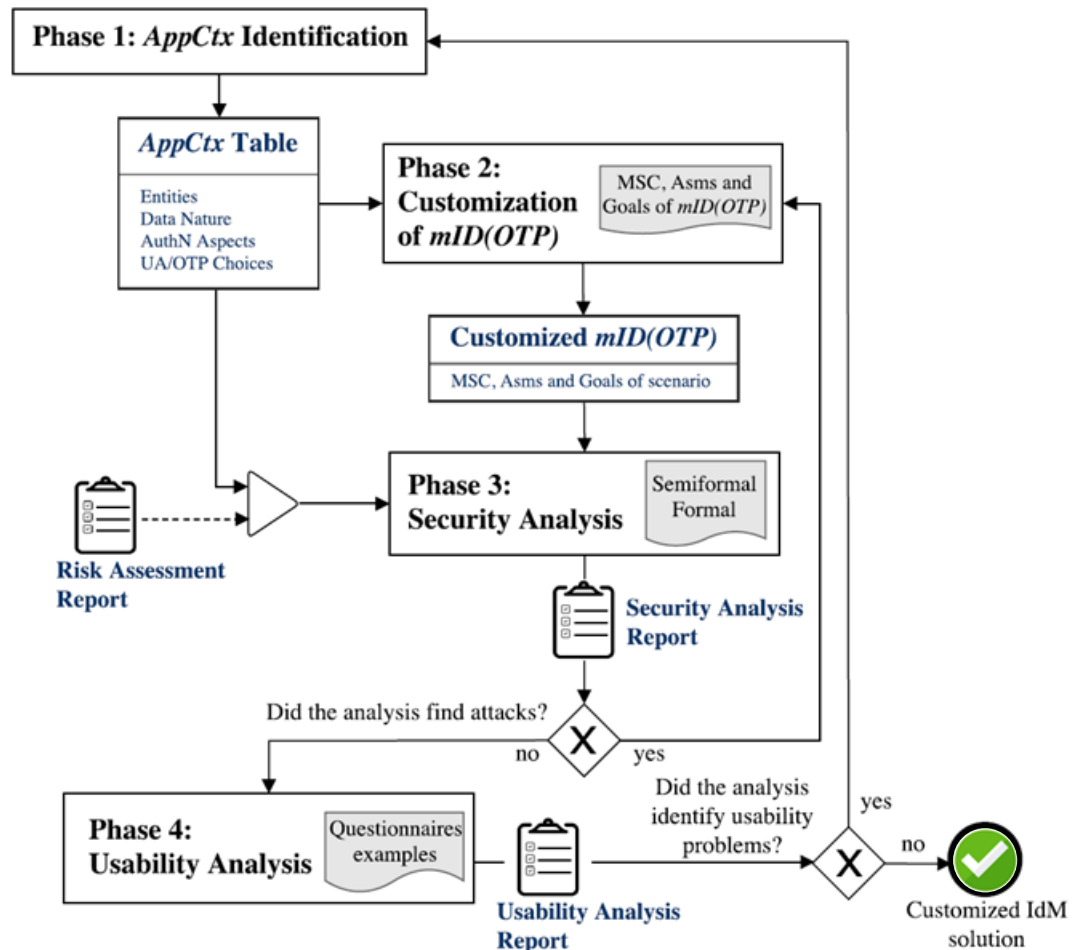 Phase 1: AppCtx Identification
AppCtx Table
Entities
Data Nature
AuthN Aspects
UA/OTP Choices
Phase 2:
Customization
of mID(OTP)
MSC, Asms and
Goals of mID(OTP)
Customized mID(OTP)
MSC, Asms and Goals of scenario
Phase 3:
Security Analysis
Semiformal
Formal
Risk Assessment
Report
Security Analysis
Report
Did the analysis find attacks?
no
X
yes
Phase 4:
Usability Analysis
Questionnaires
examples
Usability Analysis
Report
Did the analysis
identify usability
problems?
X
yes
no
Customized IdM
solution